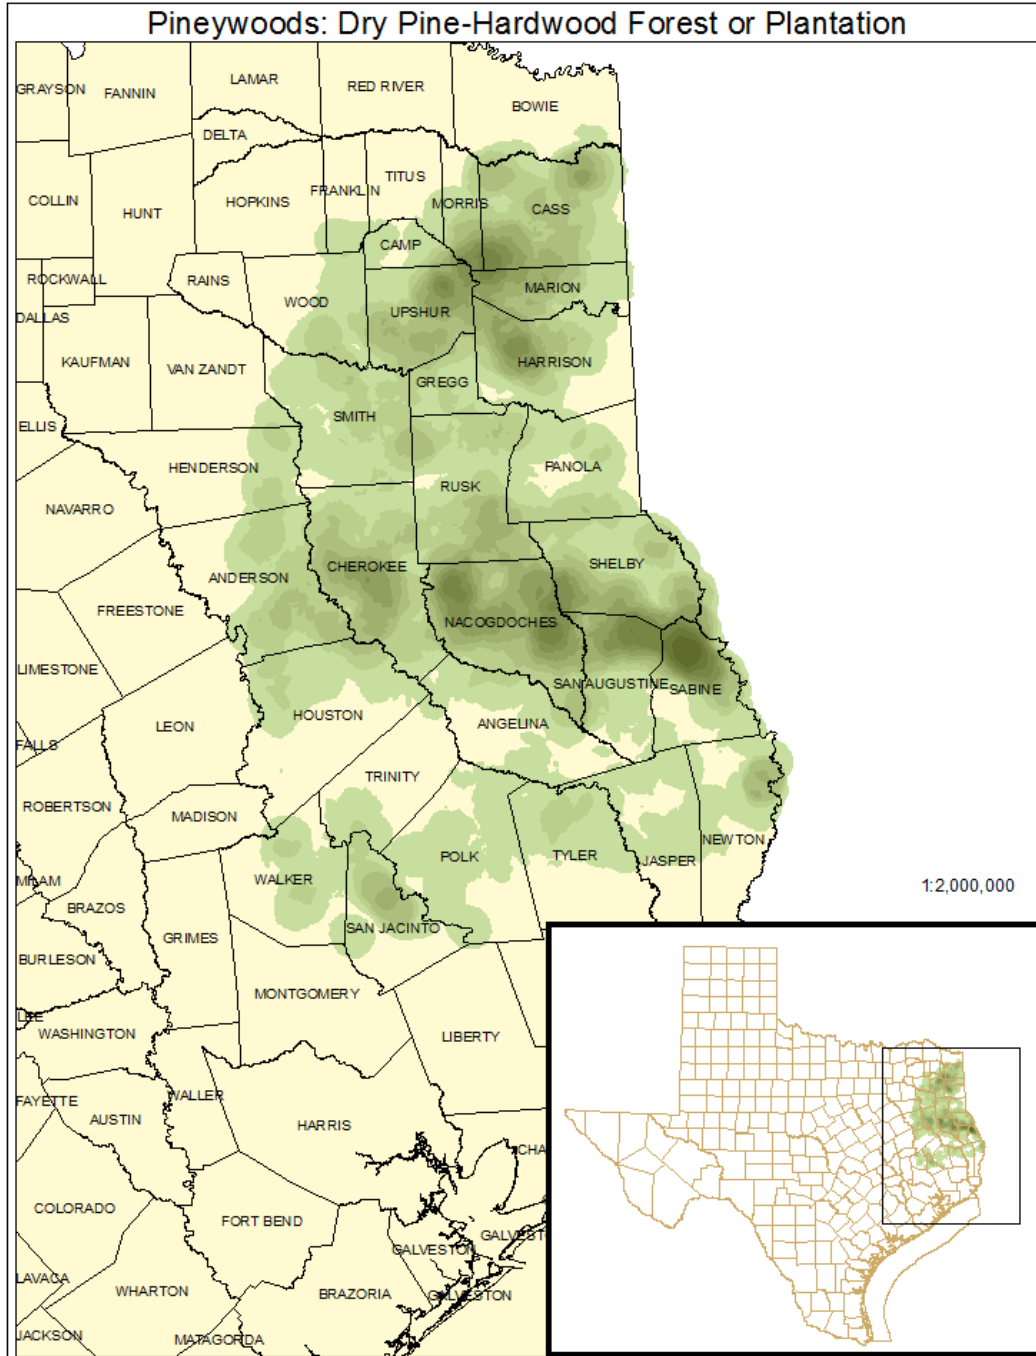 Pineywoods: Dry Pine-Hardwood Forest or Plantation
GRAYSON
FANNIN
LAMAR
RED RIVER
BOWIE
DELTA
COLLIN
HUNT
HOPKINS
FRANKLIN
TITUS
MORRIS
CASS
CAMP
ROCKWALL
RAINS
WOOD
UPSHUR
MARION
DALLAS
KAUFMAN
VAN ZANDT
HARRISON
GREGG
SMITH
ELLIS
HENDERSON
PANOLA
RUSK
NAVARRO
SHELBY
CHEROKEE
ANDERSON
FREESTONE
NACOGDOCHES
LIMESTONE
SAN AUGUSTINE
SABINE
LEON
HOUSTON
ANGELINA
FALLS
TRINITY
ROBERTSON
MADISON
NEWTON
POLK
TYLER
JASPER
MILAM
WALKER
1:2,000,000
BRAZOS
SAN JACINTO
GRIMES
BURLESON
MONTGOMERY
LEE
WASHINGTON
LIBERTY
WALLER
FAYETTE
AUSTIN
HARRIS
CHA
COLORADO
FORT BEND
GALVESTON
GALVEST
LAVACA
WHARTON
BRAZORIA
GALVESTON
JACKSON
MATAGORDA